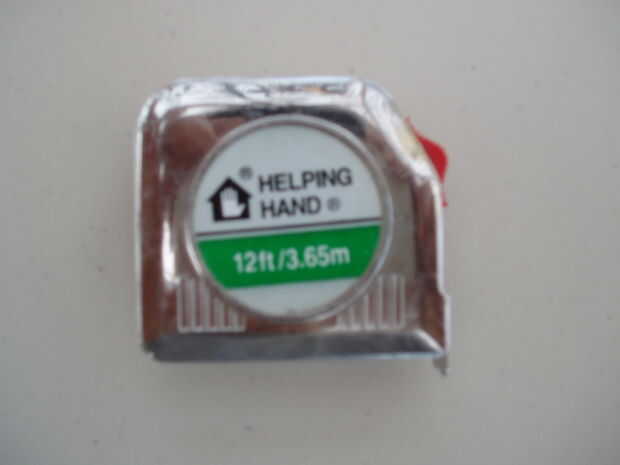 ® HELPING
HAND ®
12ft/3.65m